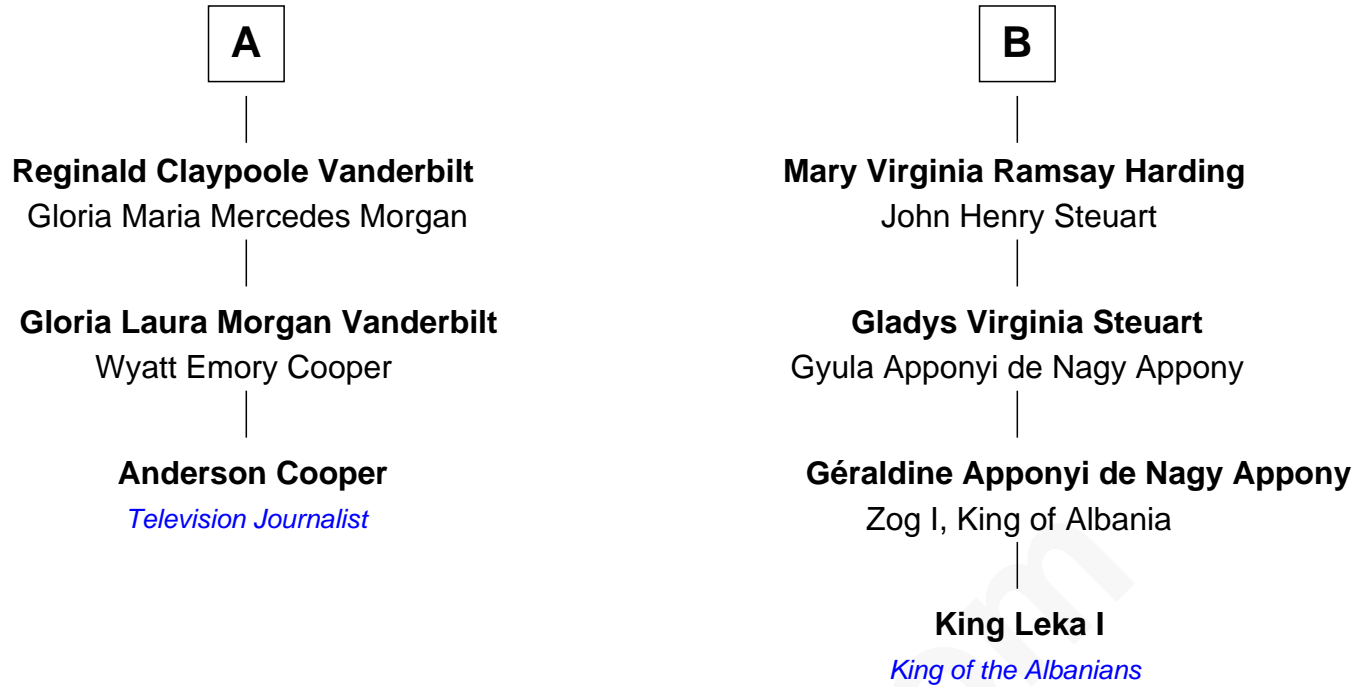 A
Reginald Claypoole Vanderbilt
Gloria Maria Mercedes Morgan
Gloria Laura Morgan Vanderbilt
Wyatt Emory Cooper
Anderson Cooper
Television Journalist
B
Mary Virginia Ramsay Harding
John Henry Steuart
Gladys Virginia Steuart
Gyula Apponyi de Nagy Appony
Géraldine Apponyi de Nagy Appony
Zog I, King of Albania
King Leka I
King of the Albanians